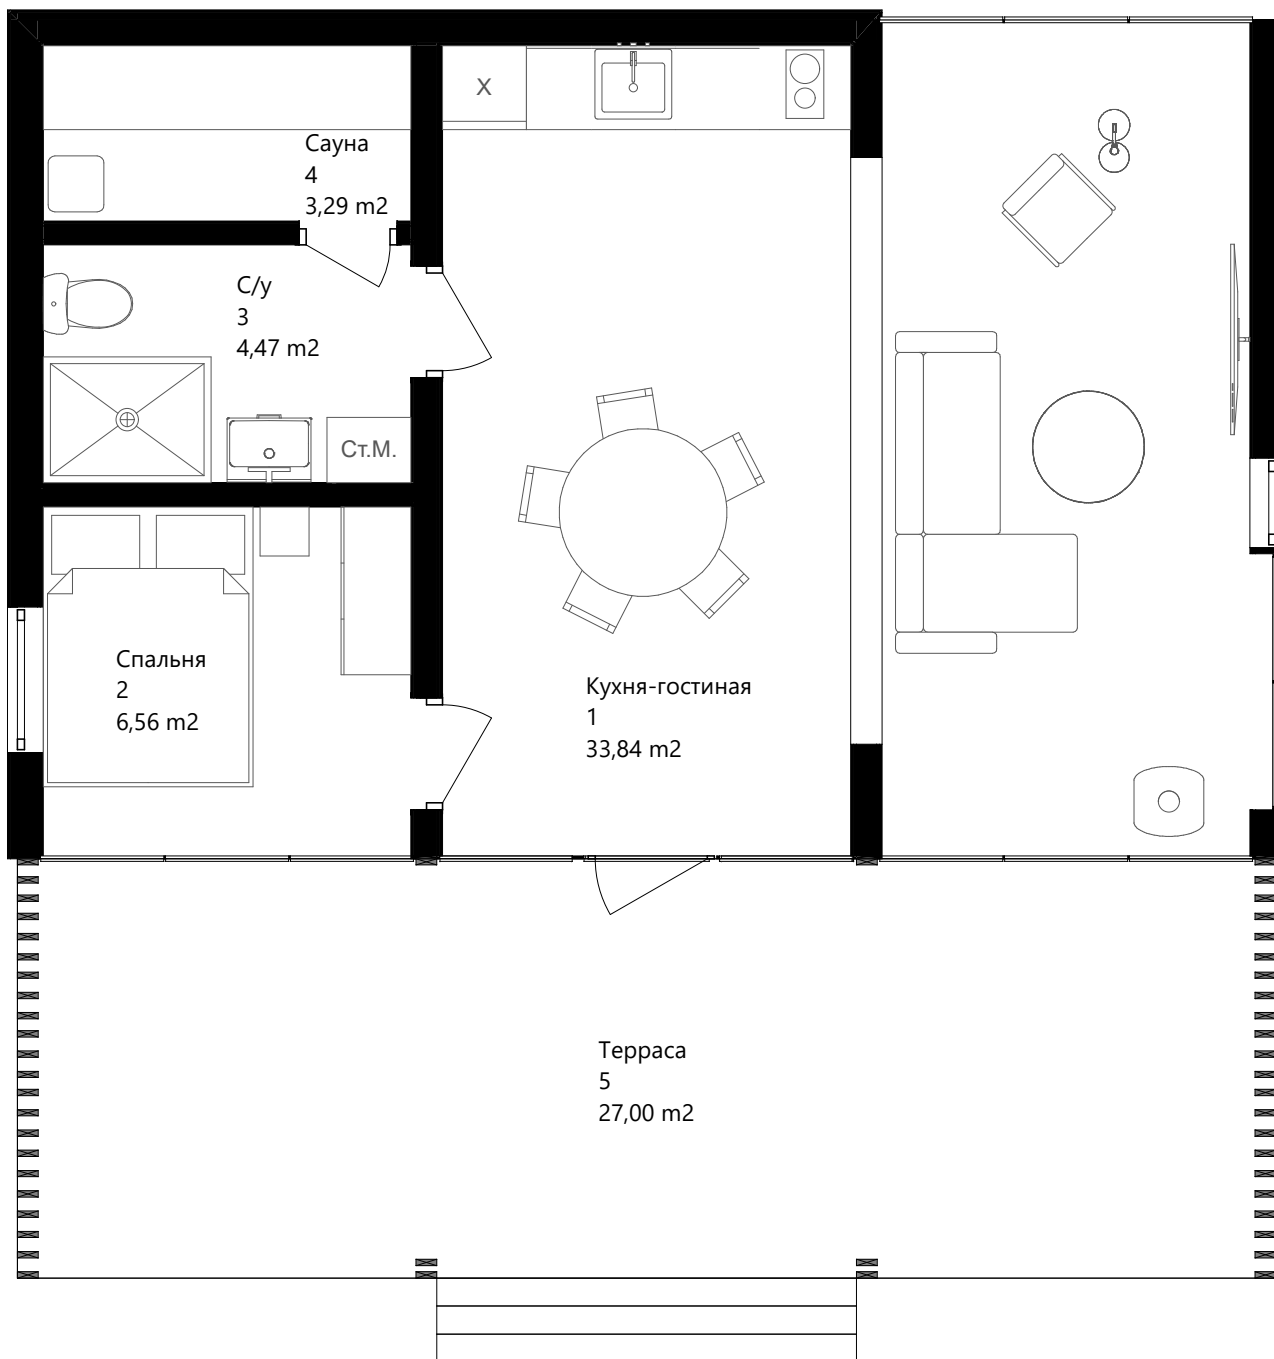 X
Сауна
4
3,29 m2
С/у
3
4,47 m2
Ст.М.
Спальня
2
6,56 m2
Кухня-гостиная
1
33,84 m2
Терраса
5
27,00 m2